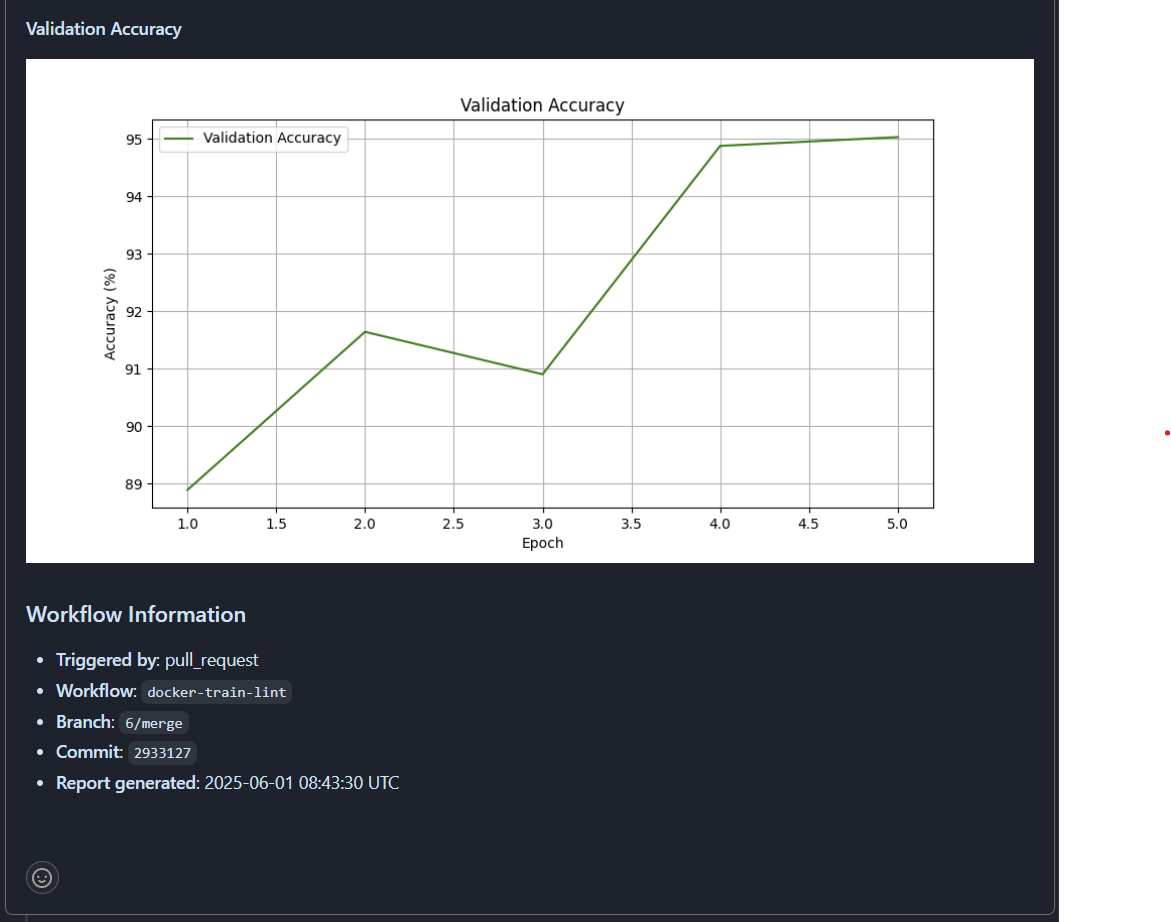 Validation Accuracy
Validation Accuracy
Validation Accuracy
95
94
93
92
91
90
89
Accuracy (%)
1.0 1.5 2.0 2.5 3.0 3.5 4.0 4.5 5.0
Epoch
Workflow Information
Triggered by: pull_request
Workflow: docker-train-lint
Branch: 6/merge
Commit: 2933127
Report generated: 2025-06-01 08:43:30 UTC